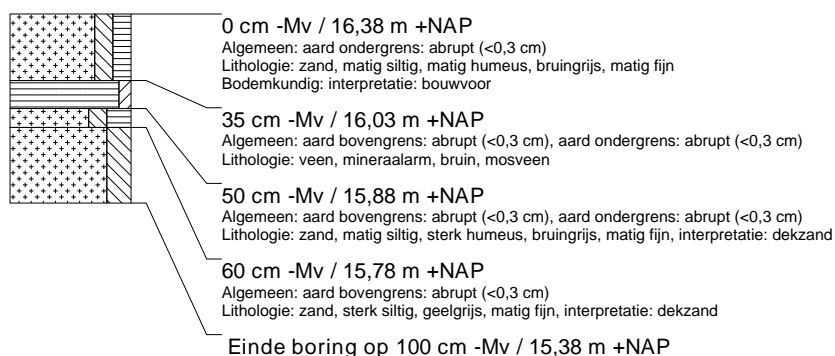 0 cm -Mv / 16,38 m +NAP
Algemeen: aard ondergrens: abrupt (<0,3 cm)
Lithologie: zand, matig siltig, matig humeus, bruingrijs, matig fijn
Bodemkundig: interpretatie: bouwvoor
35 cm -Mv / 16,03 m +NAP
Algemeen: aard bovengrens: abrupt (<0,3 cm), aard ondergrens: abrupt (<0,3 cm)
Lithologie: veen, mineraalarm, bruin, mosveen
50 cm -Mv / 15,88 m +NAP
Algemeen: aard bovengrens: abrupt (<0,3 cm), aard ondergrens: abrupt (<0,3 cm)
Lithologie: zand, matig siltig, sterk humeus, bruingrijs, matig fijn, interpretatie: dekzand
60 cm -Mv / 15,78 m +NAP
Algemeen: aard bovengrens: abrupt (<0,3 cm)
Lithologie: zand, sterk siltig, geelgrijs, matig fijn, interpretatie: dekzand
Einde boring op 100 cm -Mv / 15,38 m +NAP